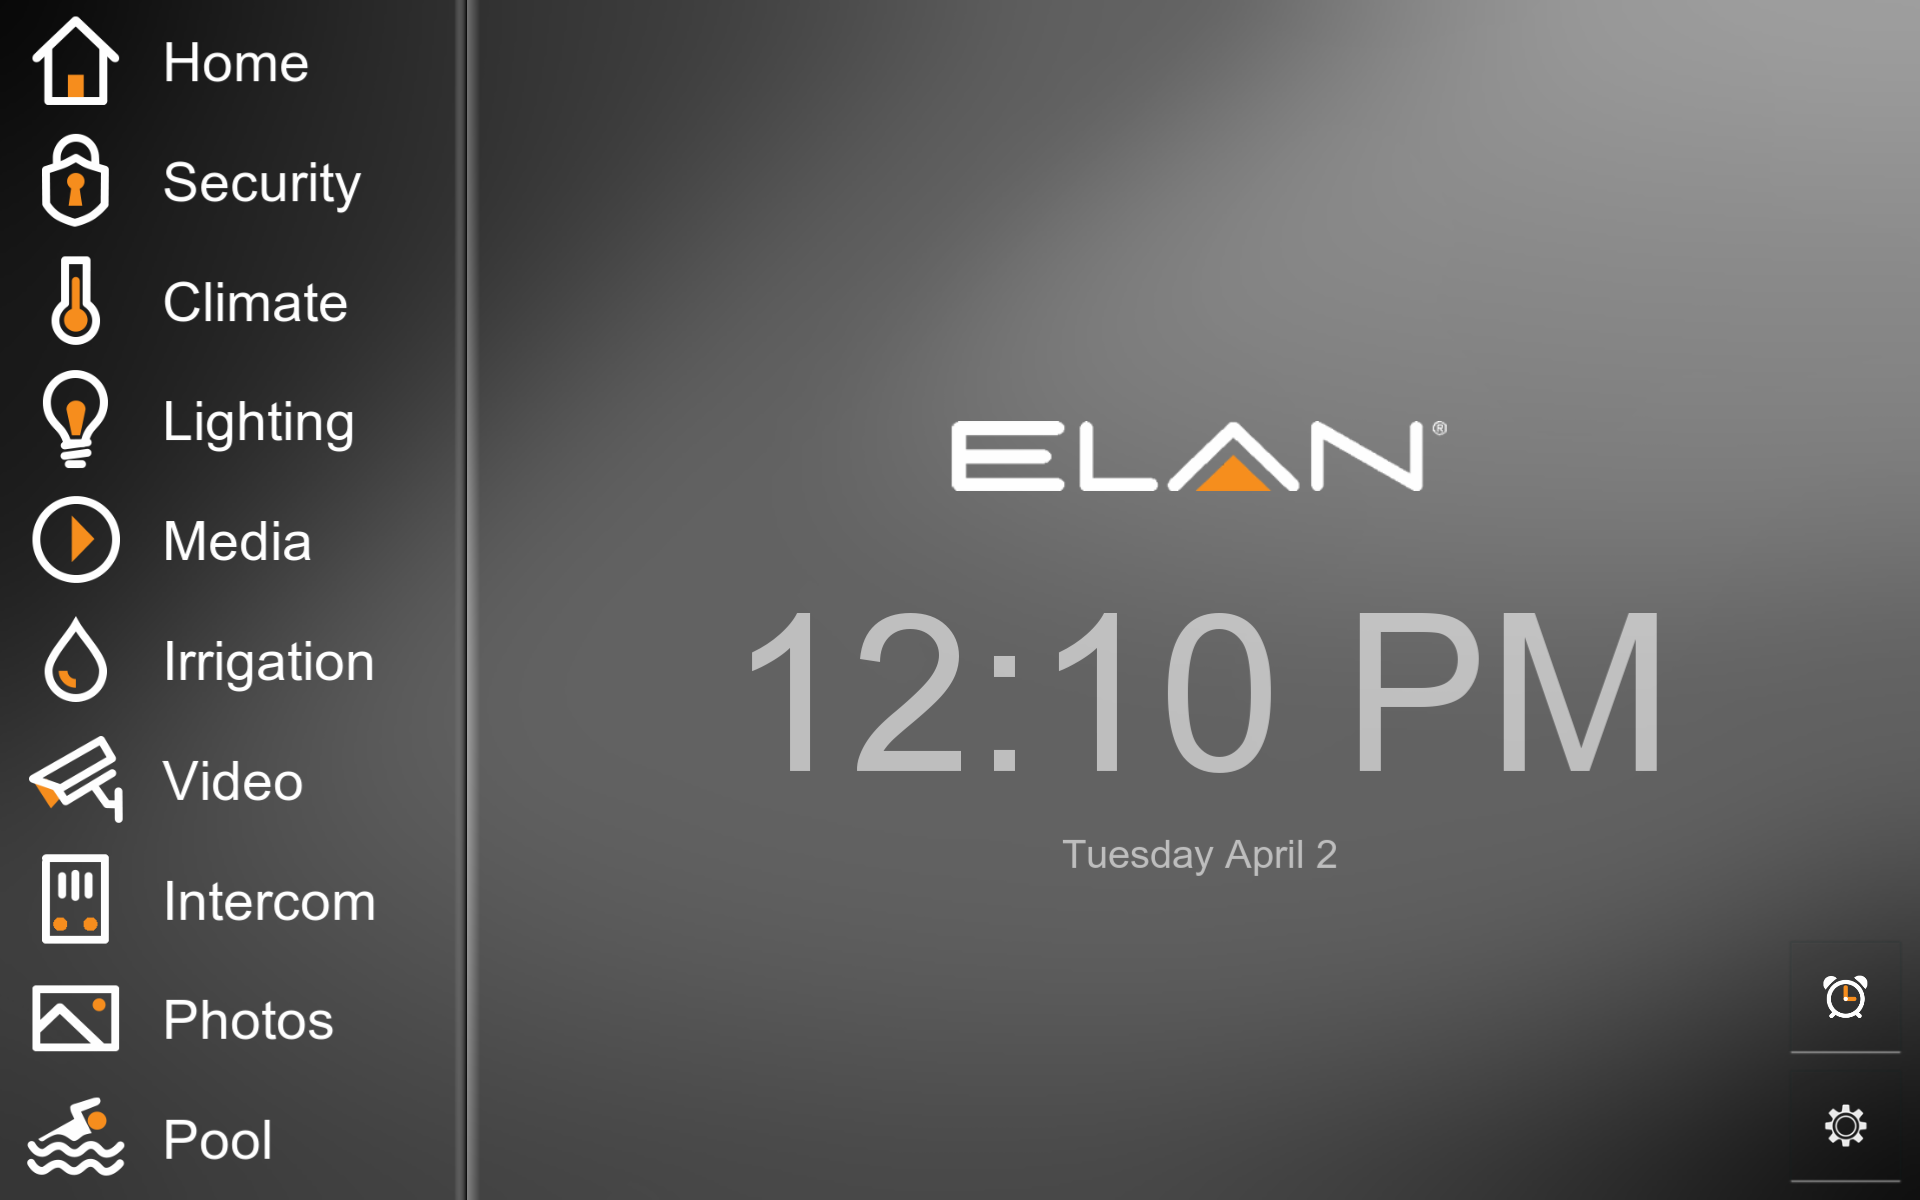 Home
Security
Climate
Lighting
Media
Irrigation
Video
Intercom
Photos
Pool
ELAN®
12:10 PM
Tuesday April 2